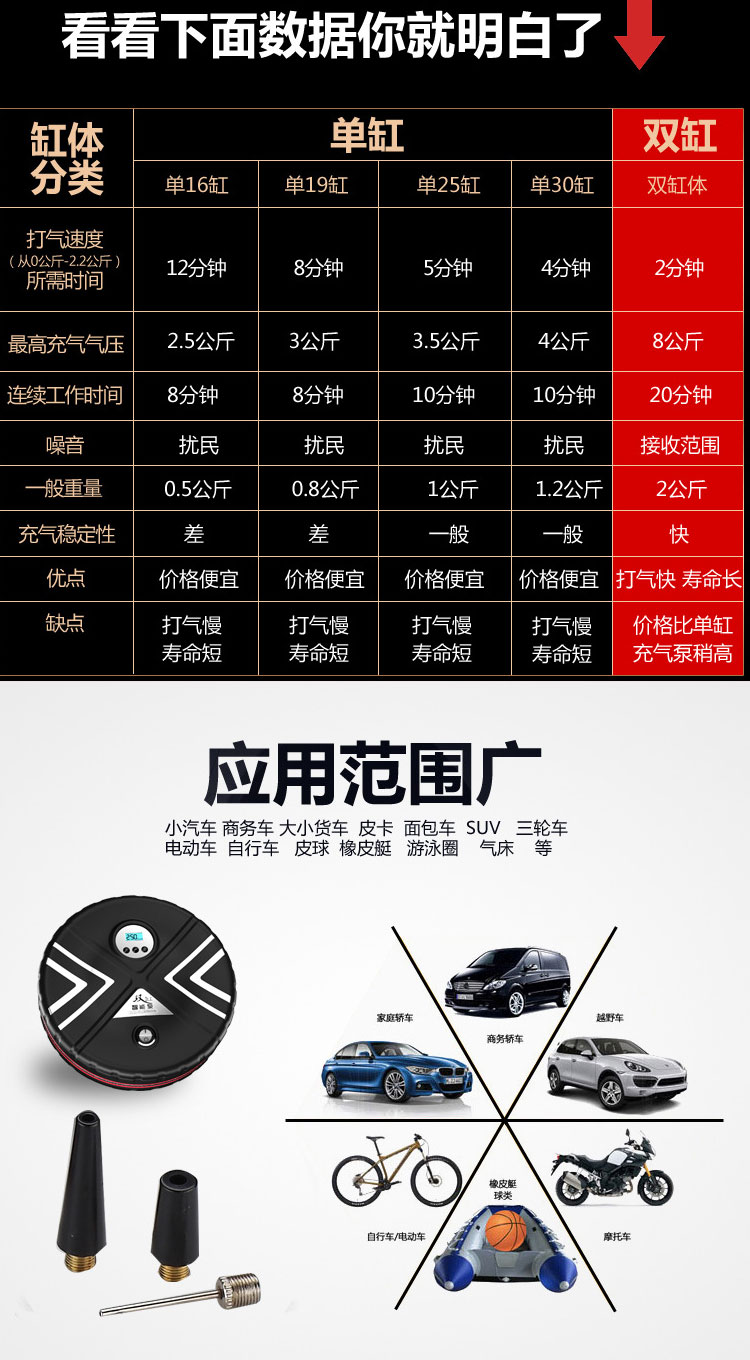 看看下面数据你就明白了
缸体
分类
单缸
双缸
单16缸 单19缸 单25缸 单30缸 双缸体
打气速度
(从0公斤-2.2公斤)
所需时间
12分钟 8分钟 5分钟 4分钟 2分钟
最高充气气压 2.5公斤 3公斤 3.5公斤 4公斤 8公斤
连续工作时间 8分钟 8分钟 10分钟 10分钟 20分钟
噪音 扰民 扰民 扰民 扰民 接收范围
一般重量 0.5公斤 0.8公斤 1公斤 1.2公斤 2公斤
充气稳定性 差 差 一般 一般 快
优点 价格便宜 价格便宜 价格便宜 价格便宜 打气快 寿命长
缺点 打气慢 打气慢 打气慢 打气慢 价格比单缸
寿命短 寿命短 寿命短 寿命短 充气泵稍高
应用范围广
小汽车 商务车 大小货车 皮卡 面包车 SUV 三轮车
电动车 自行车 皮球 橡皮艇 游泳圈 气床 等
250
家庭轿车
商务轿车
越野车
自行车/电动车
橡皮艇
球类
摩托车